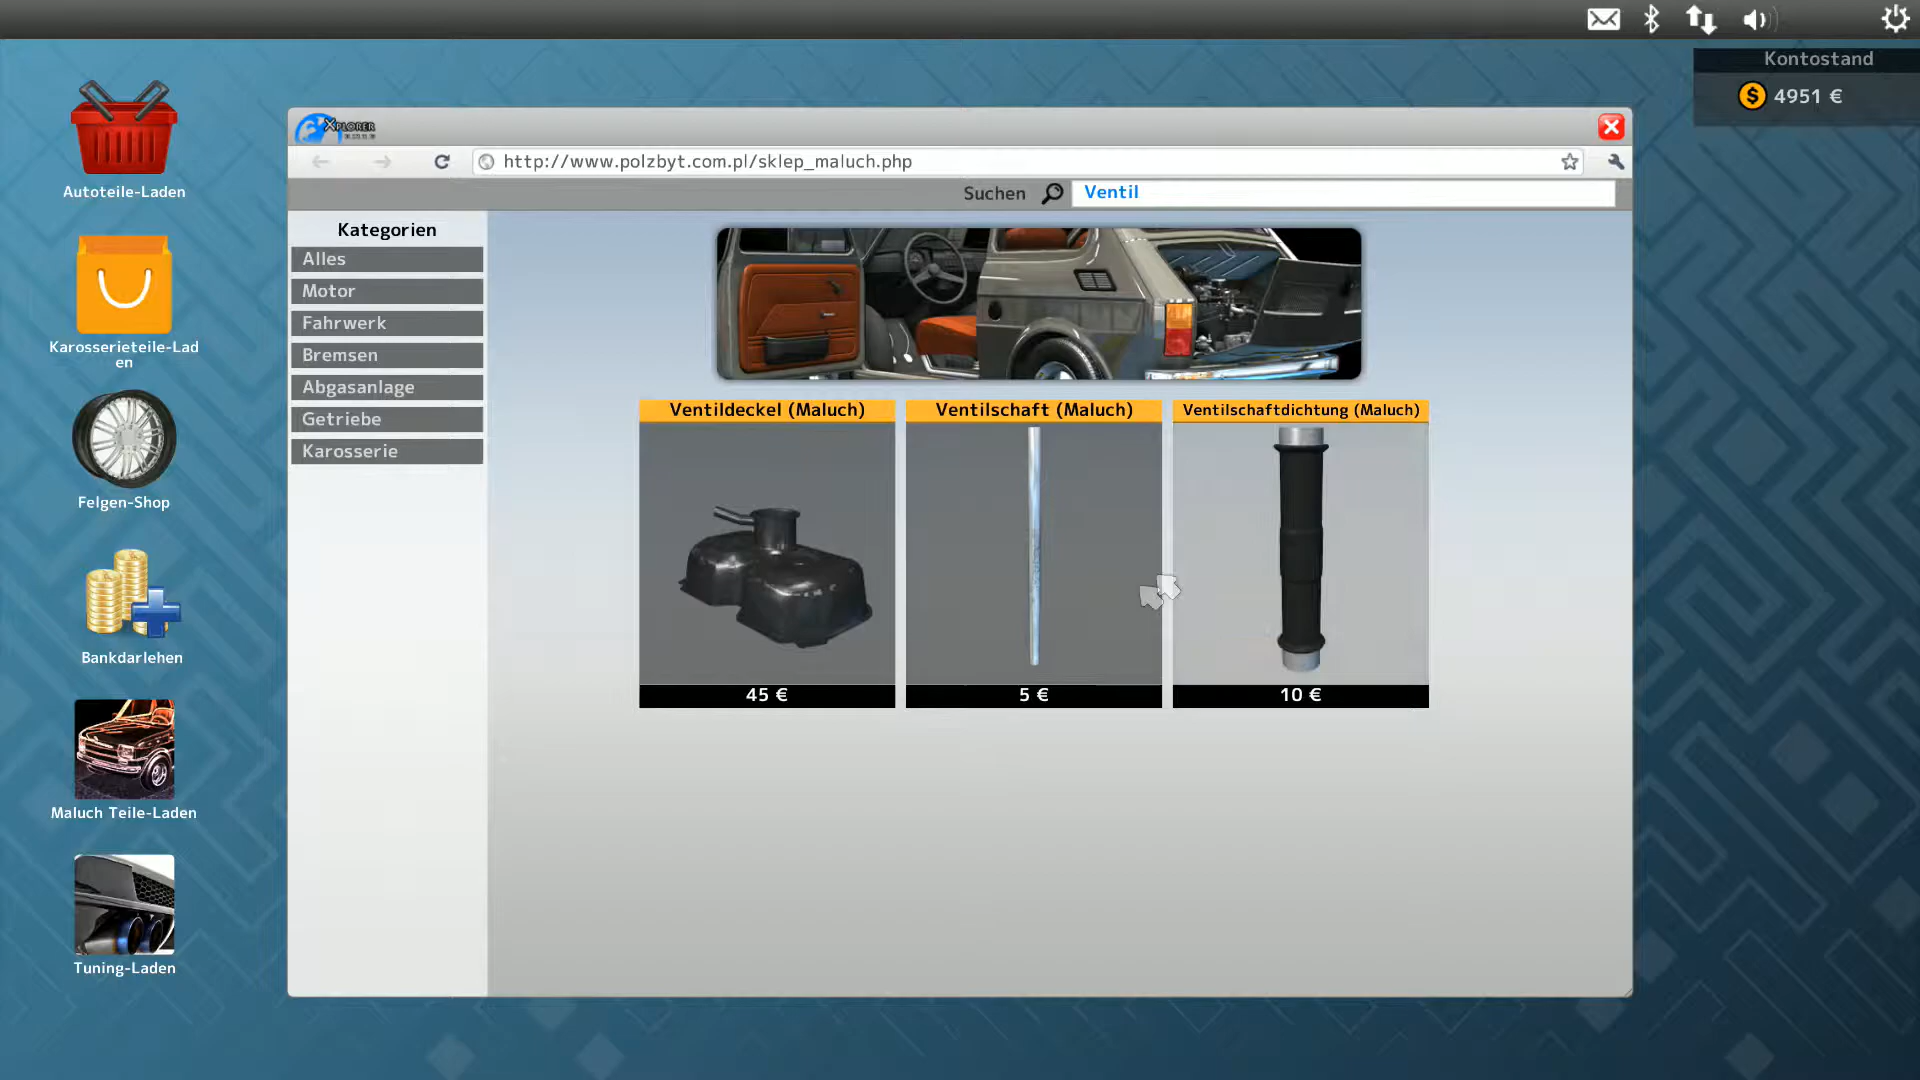 Kontostand
4951 €
XPLORER
http://www.polzbyt.com.pl/sklep_maluch.php
Suchen
Ventil
Kategorien
Alles
Motor
Fahrwerk
Bremsen
Abgasanlage
Getriebe
Karosserie
Ventildeckel (Maluch)
45 €
Ventilschaft (Maluch)
5 €
Ventilschaftdichtung (Maluch)
10 €
Autoteile-Laden
Karosserieteile-Lad
en
Felgen-Shop
Bankdarlehen
Maluch Teile-Laden
Tuning-Laden